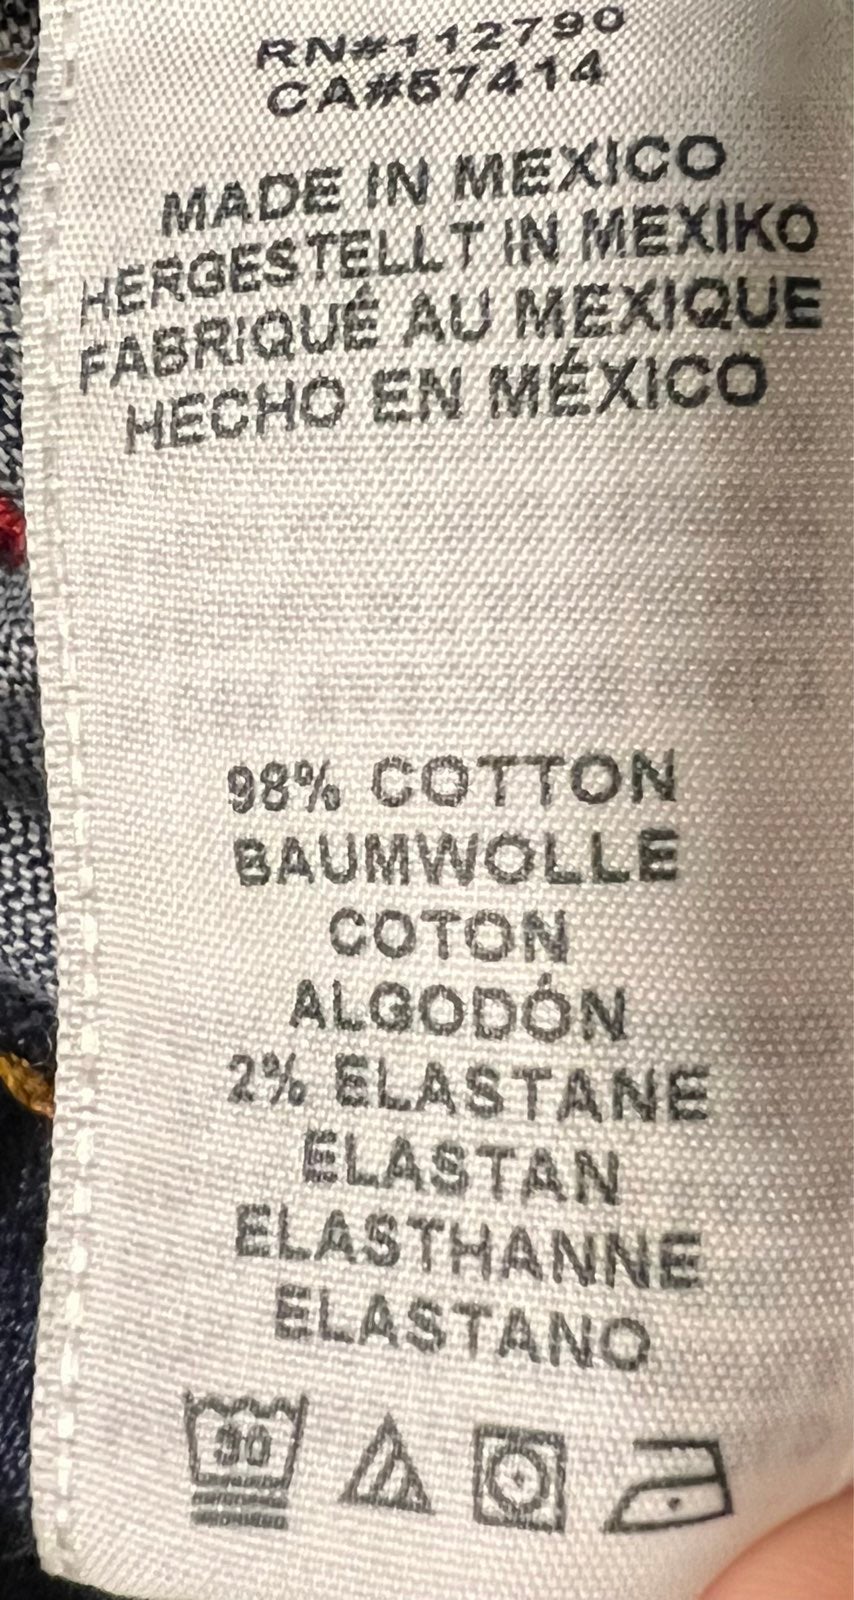 RN#112790
CA#57414
MADE IN MEXICO
HERGESTELLT IN MEXIKO
FABRIQUÉ AU MEXIQUE
HECHO EN MÉXICO
98% COTTON
BAUMWOLLE
COTON
ALGODÓN
2% ELASTANE
ELASTAN
ELASTHANNE
ELASTANO
30